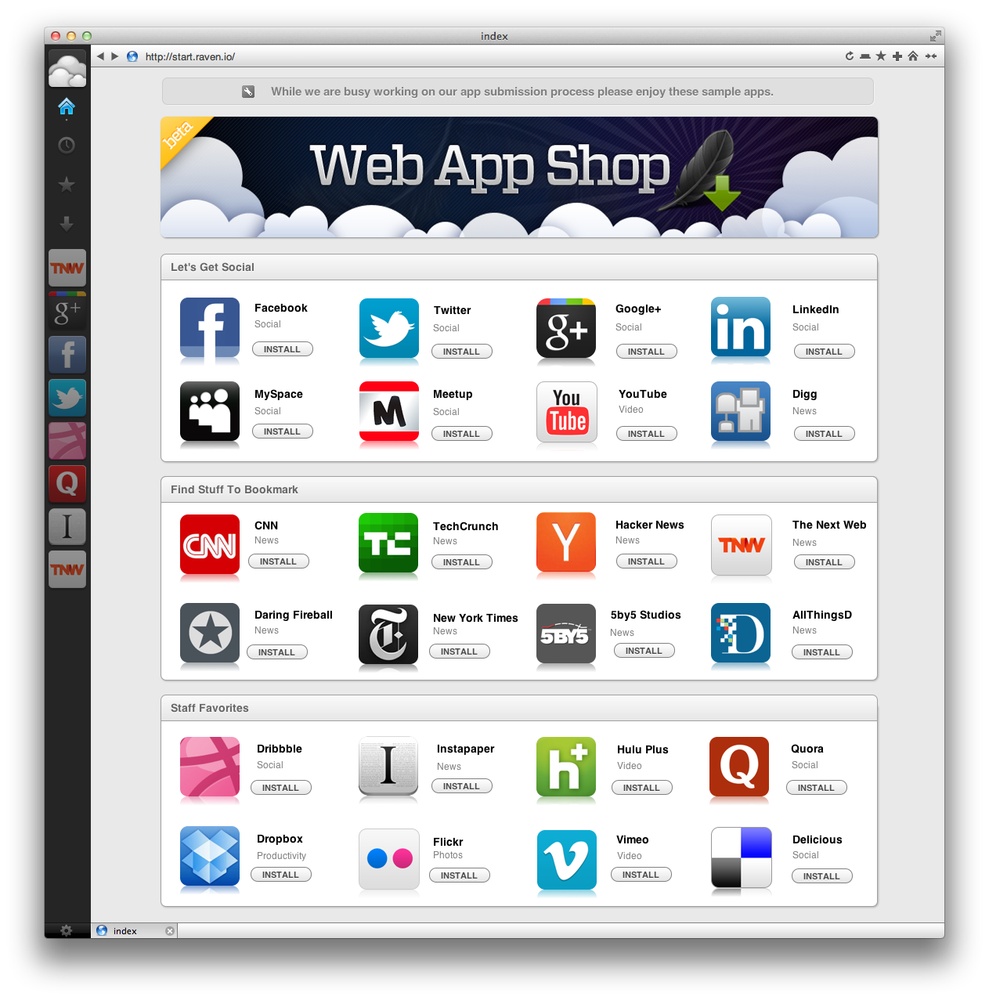 index
http://start.raven.io/
While we are busy working on our app submission process please enjoy these sample apps.
beta
Web App Shop
TNW
g+
f
Q
I
TNW
Let's Get Social
f
Facebook
Social
INSTALL
Twitter
Social
INSTALL
g+
Google+
Social
INSTALL
in
LinkedIn
Social
INSTALL
MySpace
Social
INSTALL
M
Meetup
Social
INSTALL
You
Tube
YouTube
Video
INSTALL
Digg
News
INSTALL
Find Stuff To Bookmark
CNN
CNN
News
INSTALL
TC
TechCrunch
News
INSTALL
Y
Hacker News
News
INSTALL
TNW
The Next Web
News
INSTALL
Daring Fireball
News
INSTALL
T
New York Times
News
INSTALL
5BY5
5by5 Studios
News
INSTALL
D
AllThingsD
News
INSTALL
Staff Favorites
Dribbble
Social
INSTALL
I
Instapaper
News
INSTALL
h+
Hulu Plus
Video
INSTALL
Q
Quora
Social
INSTALL
Dropbox
Productivity
INSTALL
Flickr
Photos
INSTALL
v
Vimeo
Video
INSTALL
Delicious
Social
INSTALL
index